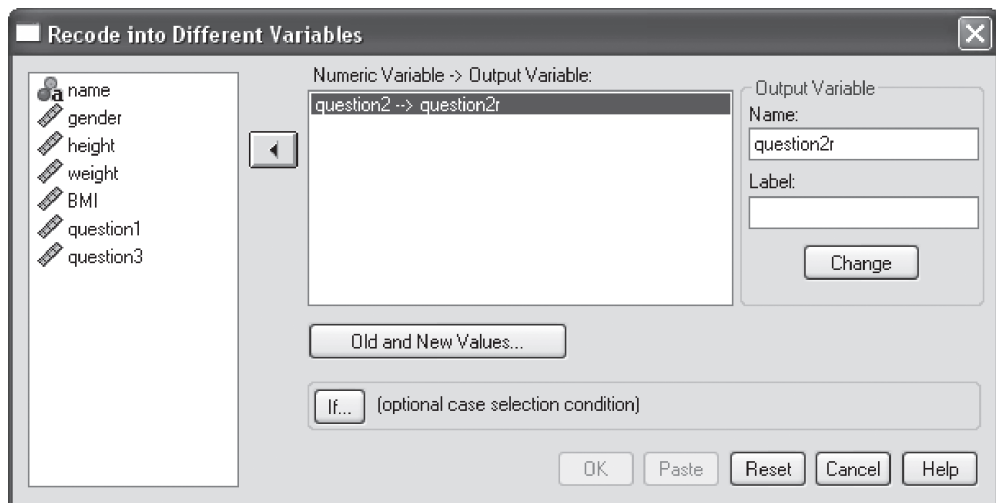 Recode into Different Variables
name
gender
height
weight
BMI
question1
question3
Numeric Variable -> Output Variable:
question2 --> question2r
Output Variable
Name:
question2r
Label:
Change
Old and New Values...
If... (optional case selection condition)
OK Paste Reset Cancel Help